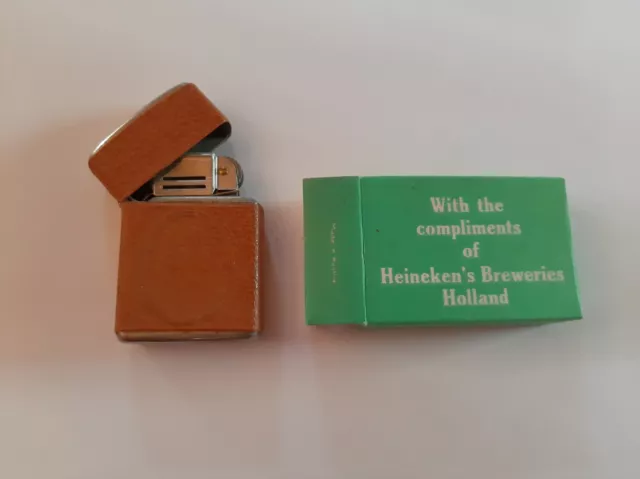 With the
compliments
of
Heineken's Breweries
Holland